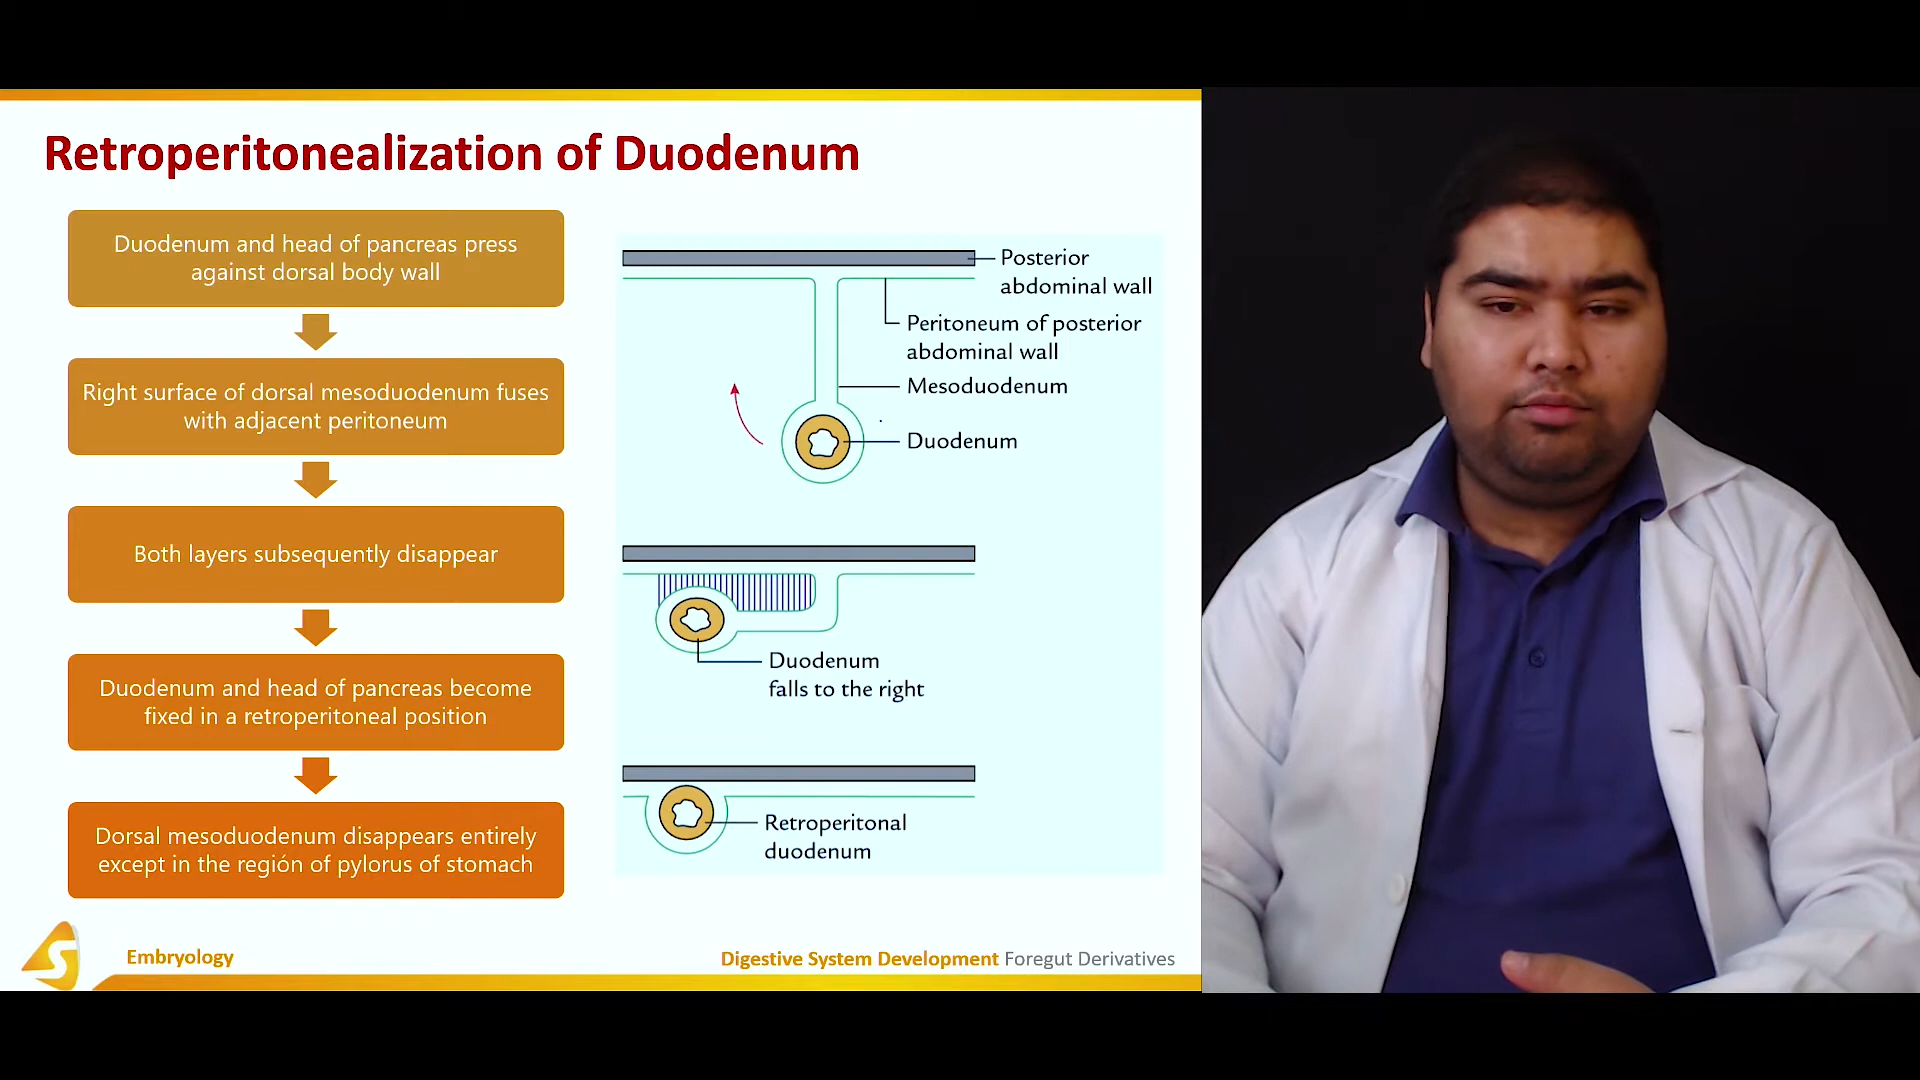 Retroperitonealization of Duodenum
Duodenum and head of pancreas press
against dorsal body wall
Right surface of dorsal mesoduodenum fuses
with adjacent peritoneum
Both layers subsequently disappear
Duodenum and head of pancreas become
fixed in a retroperitoneal position
Dorsal mesoduodenum disappears entirely
except in the región of pylorus of stomach
Posterior
abdominal wall
Peritoneum of posterior
abdominal wall
Mesoduodenum
Duodenum
Duodenum
falls to the right
Retroperitonal
duodenum
S
Embryology
Digestive System Development Foregut Derivatives